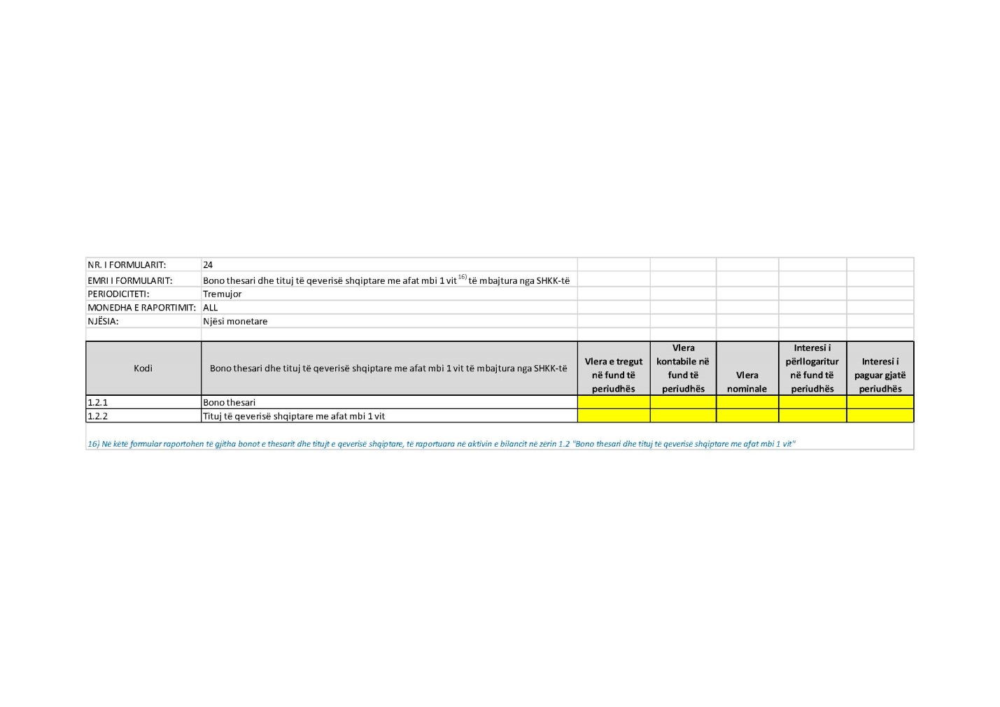 NR. I FORMULARIT: 24
EMRI I FORMULARIT: Bono thesari dhe tituj të qeverisë shqiptare me afat mbi 1 vit 16) të mbajtura nga SHKK-të
PERIODICITETI: Tremujor
MONEDHA E RAPORTIMIT: ALL
NJËSIA: Njësi monetare
Kodi
Bono thesari dhe tituj të qeverisë shqiptare me afat mbi 1 vit të mbajtura nga SHKK-të
Vlera e tregut
në fund të
periudhës
Vlera
kontabile në
fund të
periudhës
Vlera
nominale
Interesi i
përllogaritur
në fund të
periudhës
Interesi i
paguar gjatë
periudhës
1.2.1 Bono thesari
1.2.2 Tituj të qeverisë shqiptare me afat mbi 1 vit
16) Në këtë formular raportohen të gjitha bonot e thesarit dhe titujt e qeverisë shqiptare, të raportuara në aktivin e bilancit në zërin 1.2 "Bono thesari dhe tituj të qeverisë shqiptare me afat mbi 1 vit"